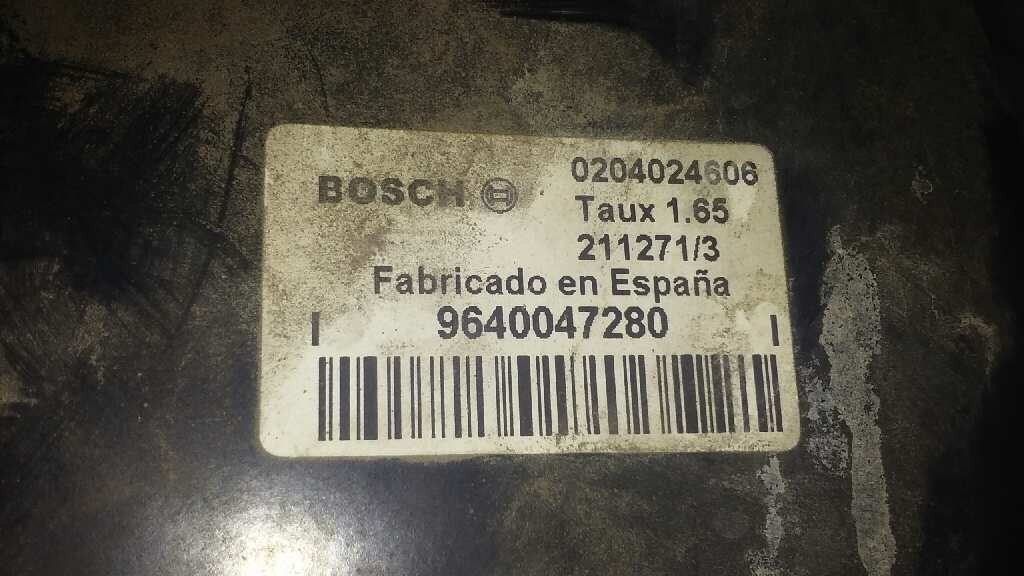 BOSCH
0204024606
Taux 1.65
211271/3
Fabricado en España
9640047280